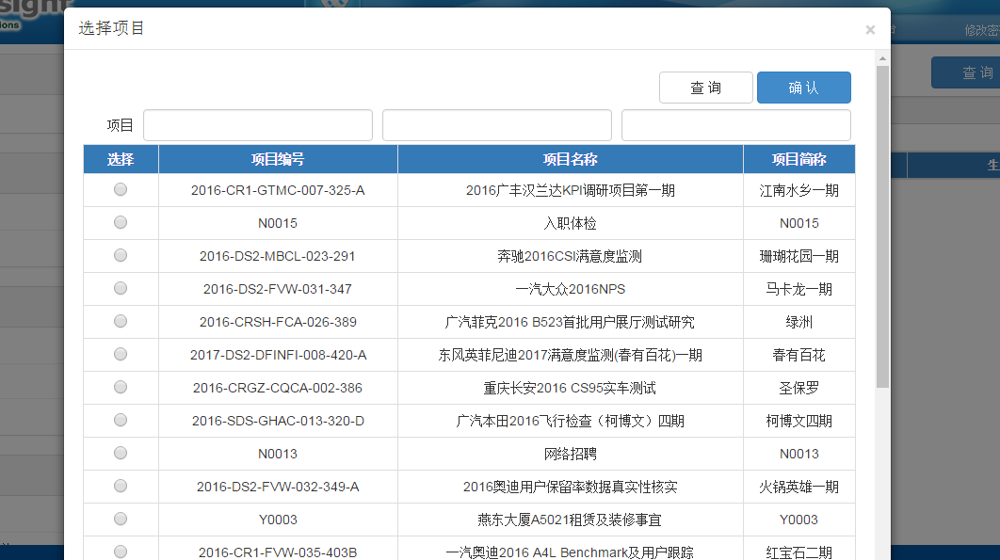 sight
ions
选择项目
×
台
修改密
查 询
查 询
确 认
项目
选择 项目编号 项目名称 项目简称
生
2016-CR1-GTMC-007-325-A 2016广丰汉兰达KPI调研项目第一期 江南水乡一期
N0015 入职体检 N0015
2016-DS2-MBCL-023-291 奔驰2016CSI满意度监测 珊瑚花园一期
2016-DS2-FVW-031-347 一汽大众2016NPS 马卡龙一期
2016-CRSH-FCA-026-389 广汽菲克2016 B523首批用户展厅测试研究 绿洲
2017-DS2-DFINFI-008-420-A 东风英菲尼迪2017满意度监测(春有百花)一期 春有百花
2016-CRGZ-CQCA-002-386 重庆长安2016 CS95实车测试 圣保罗
2016-SDS-GHAC-013-320-D 广汽本田2016飞行检查（柯博文）四期 柯博文四期
N0013 网络招聘 N0013
2016-DS2-FVW-032-349-A 2016奥迪用户保留率数据真实性核实 火锅英雄一期
Y0003 燕东大厦A5021租赁及装修事宜 Y0003
2016-CR1-FVW-035-403B 一汽奥迪2016 A4L Benchmark及用户跟踪 红宝石二期